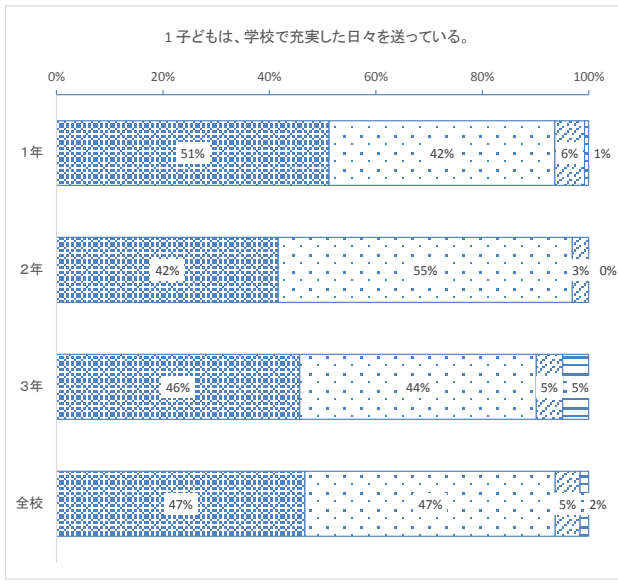 1 子どもは、学校で充実した日々を送っている。
0% 20% 40% 60% 80% 100%
1年 51% 42% 6% 1%
2年 42% 55% 3% 0%
3年 46% 44% 5% 5%
全校 47% 47% 5% 2%